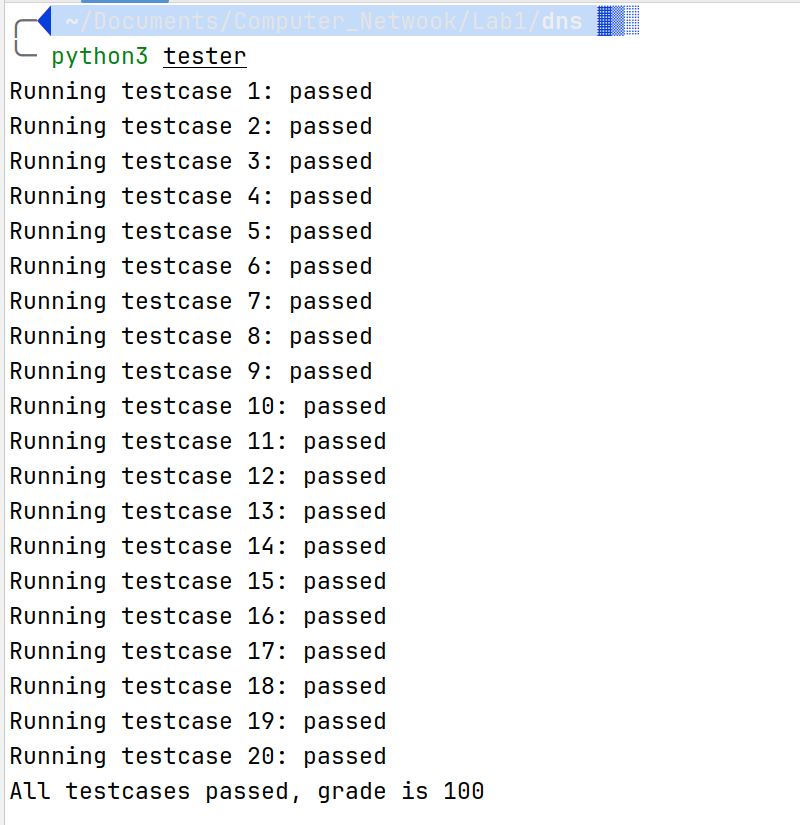 ~/Documents/Computer_Netwook/Lab1/dns
python3 tester
Running testcase 1: passed
Running testcase 2: passed
Running testcase 3: passed
Running testcase 4: passed
Running testcase 5: passed
Running testcase 6: passed
Running testcase 7: passed
Running testcase 8: passed
Running testcase 9: passed
Running testcase 10: passed
Running testcase 11: passed
Running testcase 12: passed
Running testcase 13: passed
Running testcase 14: passed
Running testcase 15: passed
Running testcase 16: passed
Running testcase 17: passed
Running testcase 18: passed
Running testcase 19: passed
Running testcase 20: passed
All testcases passed, grade is 100